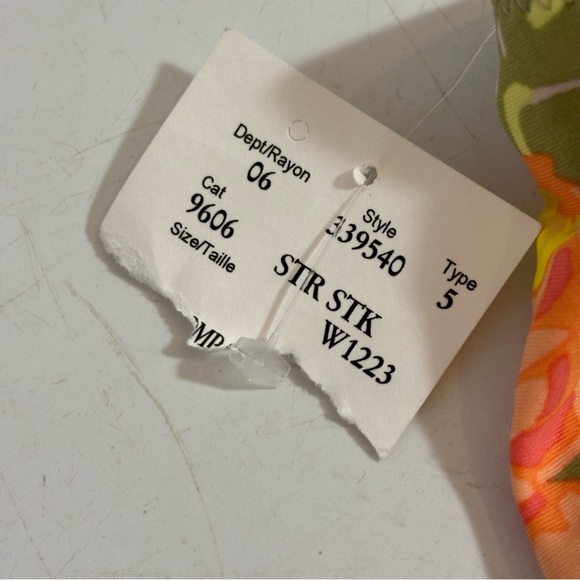 Dept/Rayon
06
Cat
9606
Size/Taille
Style
339540
Type
5
STR STK
W1223